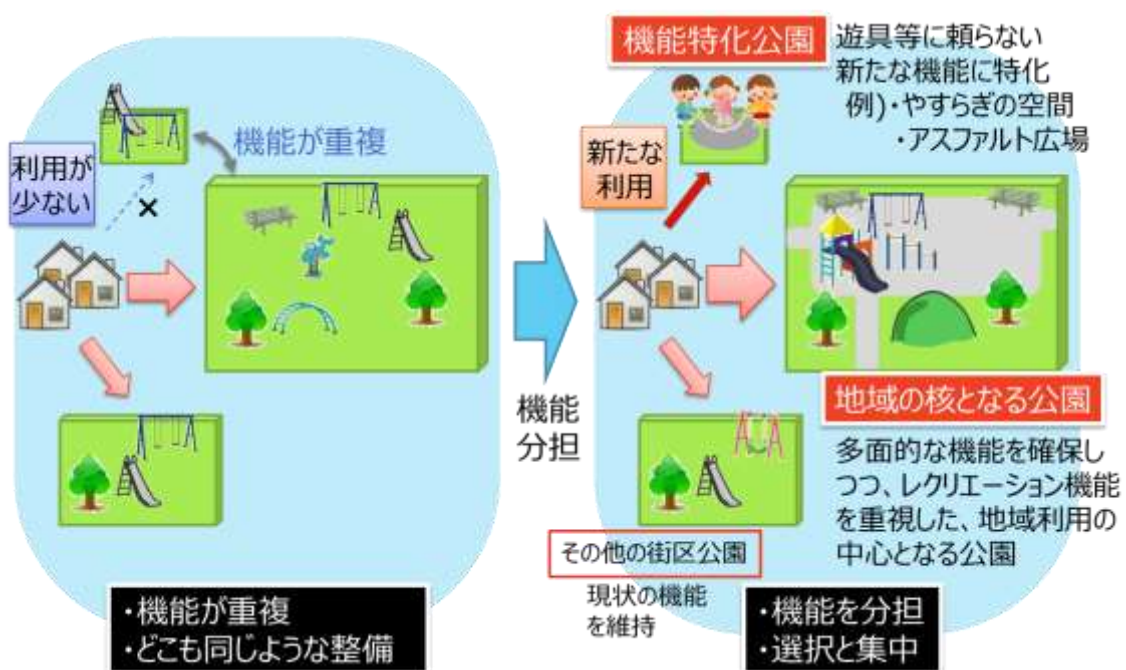 機能が重複
利用が
少ない
×
・機能が重複
・どこも同じような整備
機能
分担
機能特化公園
遊具等に頼らない
新たな機能に特化
例)・やすらぎの空間
・アスファルト広場
新たな
利用
地域の核となる公園
多面的な機能を確保し
つつ、レクリエーション機能
を重視した、地域利用の
中心となる公園
その他の街区公園
現状の機能
を維持
・機能を分担
・選択と集中